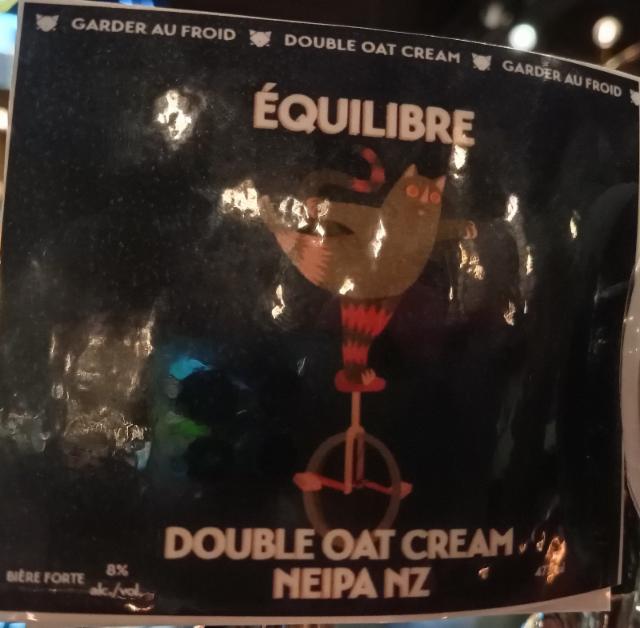 GARDER AU FROID DOUBLE OAT CREAM GARDER AU FROID
ÉQUILIBRE
DOUBLE OAT CREAM
NEIPA NZ
BIÈRE FORTE
8%
alc./vol.